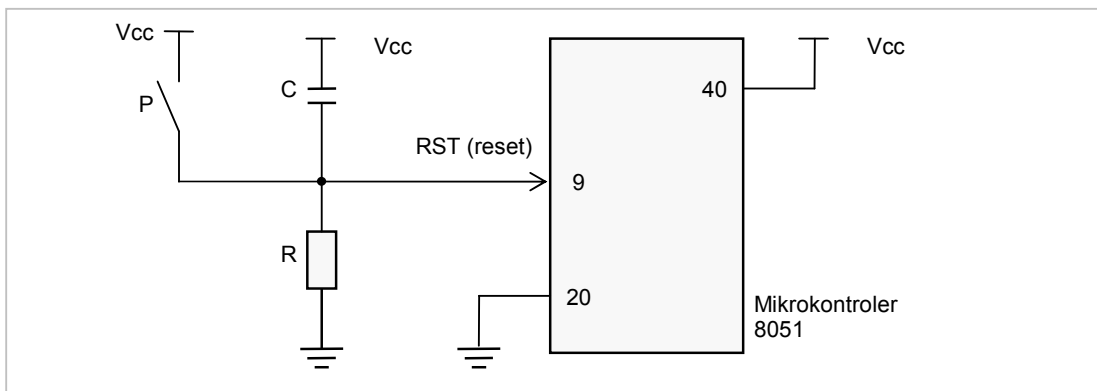 Vcc
Vcc
Vcc
C
40
P
RST (reset)
9
R
20
Mikrokontroler
8051